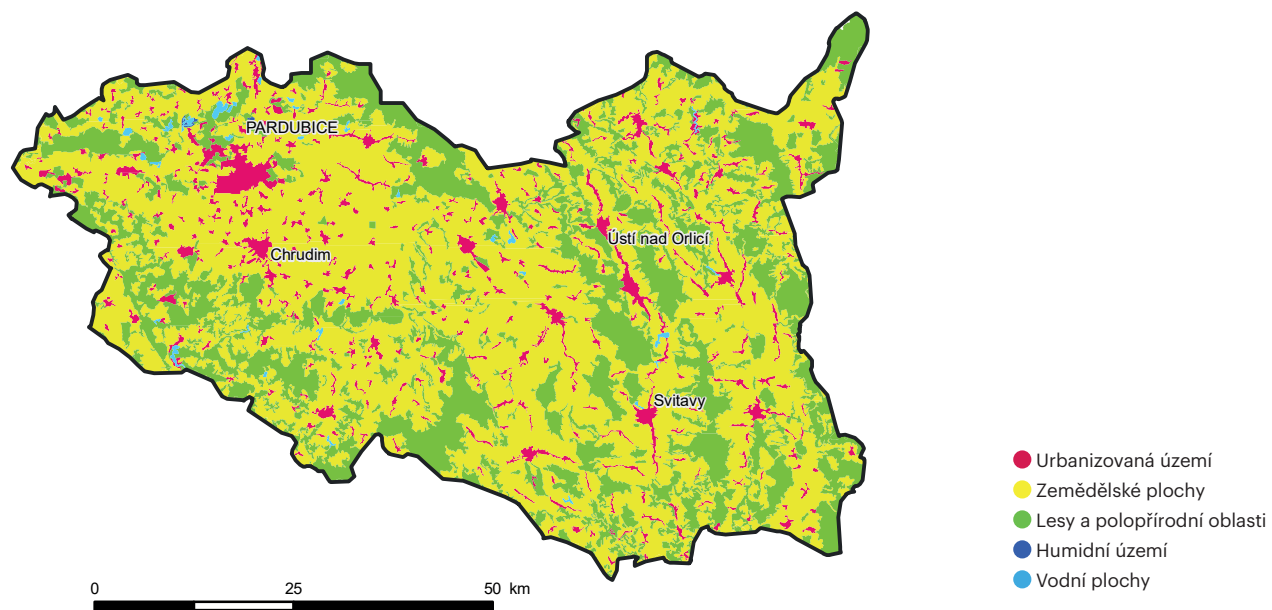 PARDUBICE
Ústí nad Orlicí
Chrudim
Svitavy
Urbanizovaná území
Zemědělské plochy
Lesy a polopřírodní oblasti
Humidní území
Vodní plochy
0 25 50 km